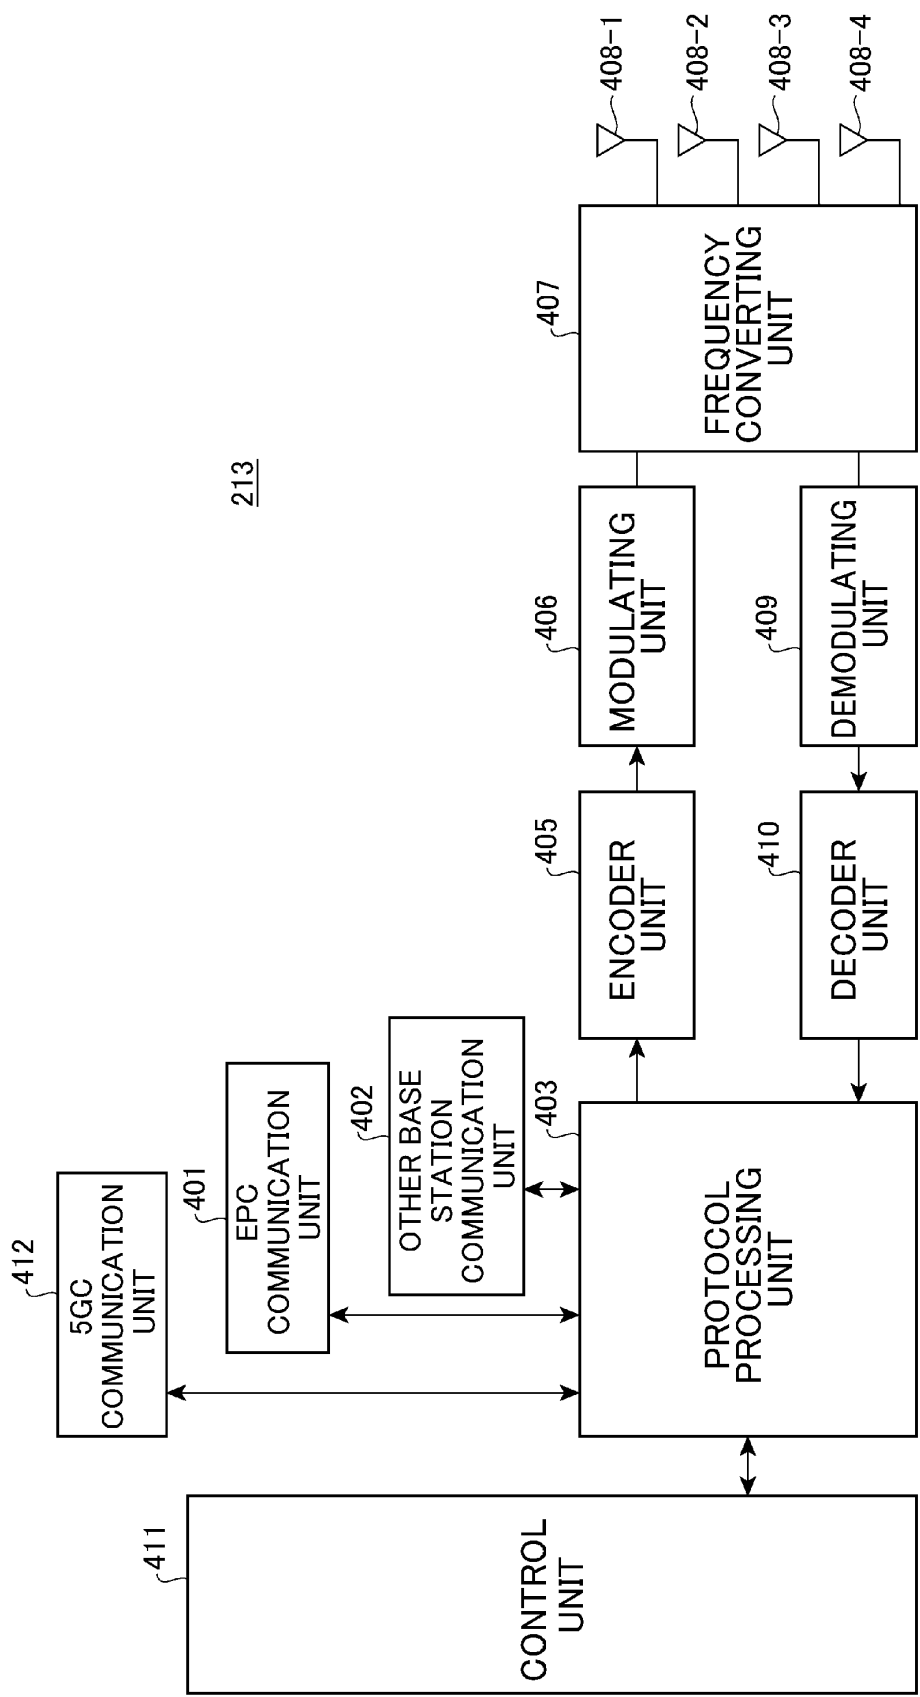 213
412
5GC
COMMUNICATION
UNIT
401
EPC
COMMUNICATION
UNIT
402
OTHER BASE
STATION
COMMUNICATION
UNIT
411
CONTROL
UNIT
403
PROTOCOL
PROCESSING
UNIT
405
ENCODER
UNIT
406
MODULATING
UNIT
407
FREQUENCY
CONVERTING
UNIT
408-1
408-2
408-3
408-4
410
DECODER
UNIT
409
DEMODULATING
UNIT